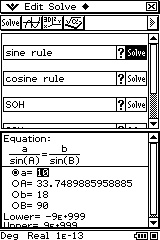 Edit Solve
Solve
sine rule ? Solve
cosine rule ? Solve
SOH ? Solve
Equation:
a/sin(A) = b/sin(B)
a= 10
A= 33.7489885958885
b= 18
B= 90
Lower= -9E+999
Upper= 9E+999
Deg Real 1E-13